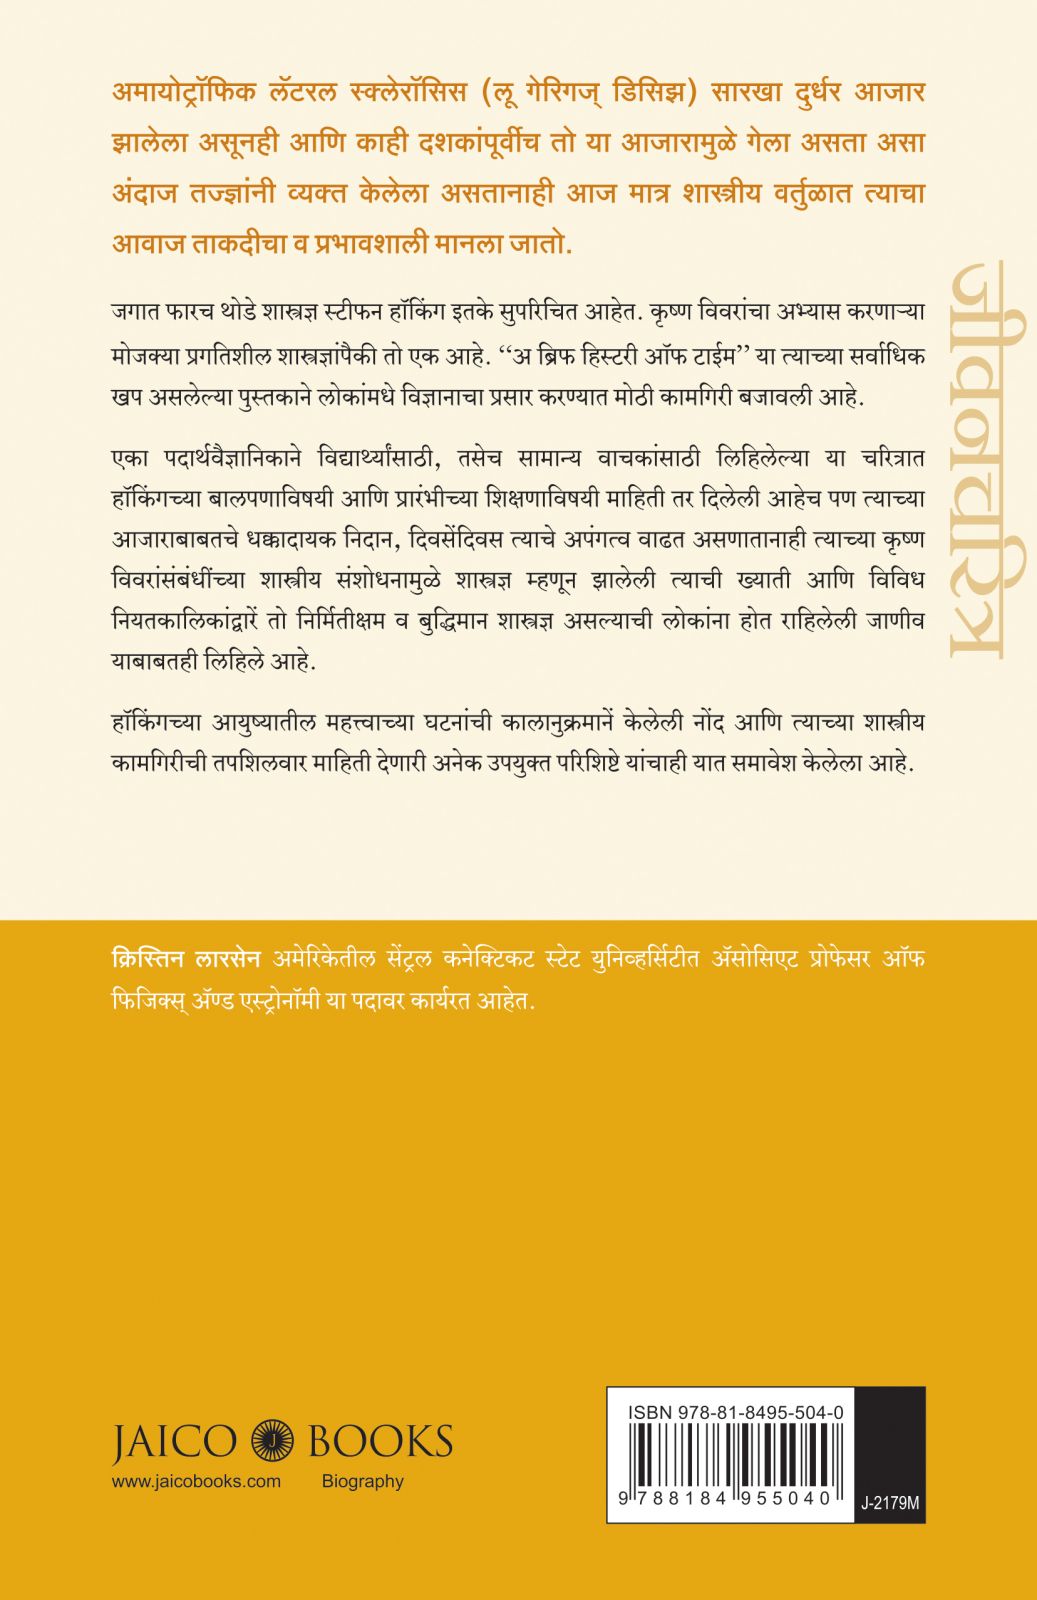 अमायोट्रॉफिक लॅटरल स्क्लेरॉसिस (लू गेरिगज् डिसिझ) सारखा दुर्धर आजार
झालेला असूनही आणि काही दशकांपूर्वीच तो या आजारामुळे गेला असता असा
अंदाज तज्ज्ञांनी व्यक्त केलेला असतानाही आज मात्र शास्त्रीय वर्तुळात त्याचा
आवाज ताकदीचा व प्रभावशाली मानला जातो.
जगात फारच थोडे शास्त्रज्ञ स्टीफन हॉकिंग इतके सुपरिचित आहेत. कृष्ण विवरांचा अभ्यास करणाऱ्या
मोजक्या प्रगतिशील शास्त्रज्ञांपैकी तो एक आहे. “अ ब्रिफ हिस्टरी ऑफ टाईम” या त्याच्या सर्वाधिक
खप असलेल्या पुस्तकाने लोकांमधे विज्ञानाचा प्रसार करण्यात मोठी कामगिरी बजावली आहे.
एका पदार्थवैज्ञानिकाने विद्यार्थ्यांसाठी, तसेच सामान्य वाचकांसाठी लिहिलेल्या या चरित्रात
हॉकिंगच्या बालपणाविषयी आणि प्रारंभीच्या शिक्षणाविषयी माहिती तर दिलेली आहेच पण त्याच्या
आजाराबाबतचे धक्कादायक निदान, दिवसेंदिवस त्याचे अपंगत्व वाढत असणातानाही त्याच्या कृष्ण
विवरांसंबंधींच्या शास्त्रीय संशोधनामुळे शास्त्रज्ञ म्हणून झालेली त्याची ख्याती आणि विविध
नियतकालिकांद्वारें तो निर्मितीक्षम व बुद्धिमान शास्त्रज्ञ असल्याची लोकांना होत राहिलेली जाणीव
याबाबतही लिहिले आहे.
हॉकिंगच्या आयुष्यातील महत्त्वाच्या घटनांची कालानुक्रमानें केलेली नोंद आणि त्याच्या शास्त्रीय
कामगिरीची तपशिलवार माहिती देणारी अनेक उपयुक्त परिशिष्टे यांचाही यात समावेश केलेला आहे.
जीवनचरित्र
क्रिस्तिन लारसेन अमेरिकेतील सेंट्रल कनेक्टिकट स्टेट युनिव्हर्सिटीत ॲसोसिएट प्रोफेसर ऑफ
फिजिक्स् ॲण्ड एस्ट्रोनॉमी या पदावर कार्यरत आहेत.
JAICO J BOOKS
www.jaicobooks.com Biography
ISBN 978-81-8495-504-0
9 788184 955040
J-2179M